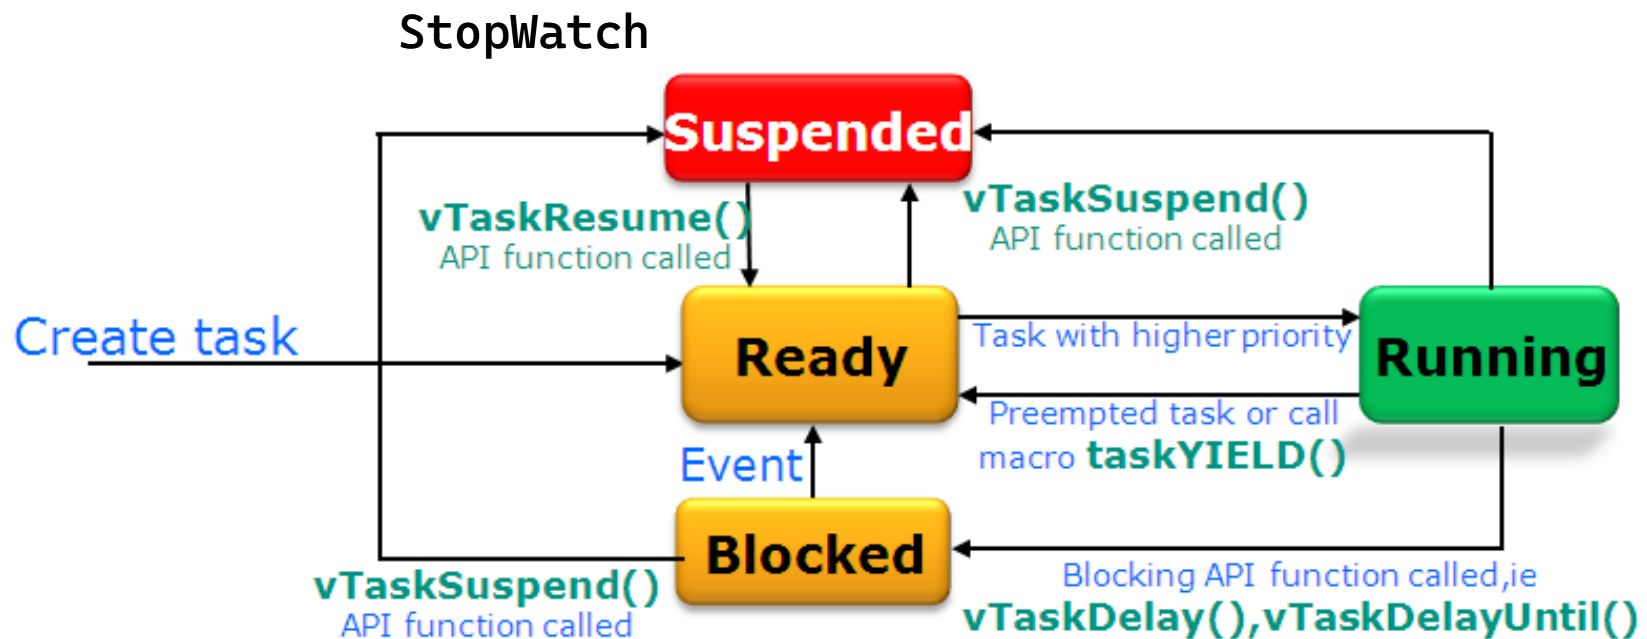 StopWatch
Suspended
vTaskResume()
API function called
vTaskSuspend()
API function called
Create task
Ready
Task with higher priority
Running
Preempted task or call
macro taskYIELD()
Event
Blocked
vTaskSuspend()
API function called
Blocking API function called,ie
vTaskDelay(),vTaskDelayUntil()